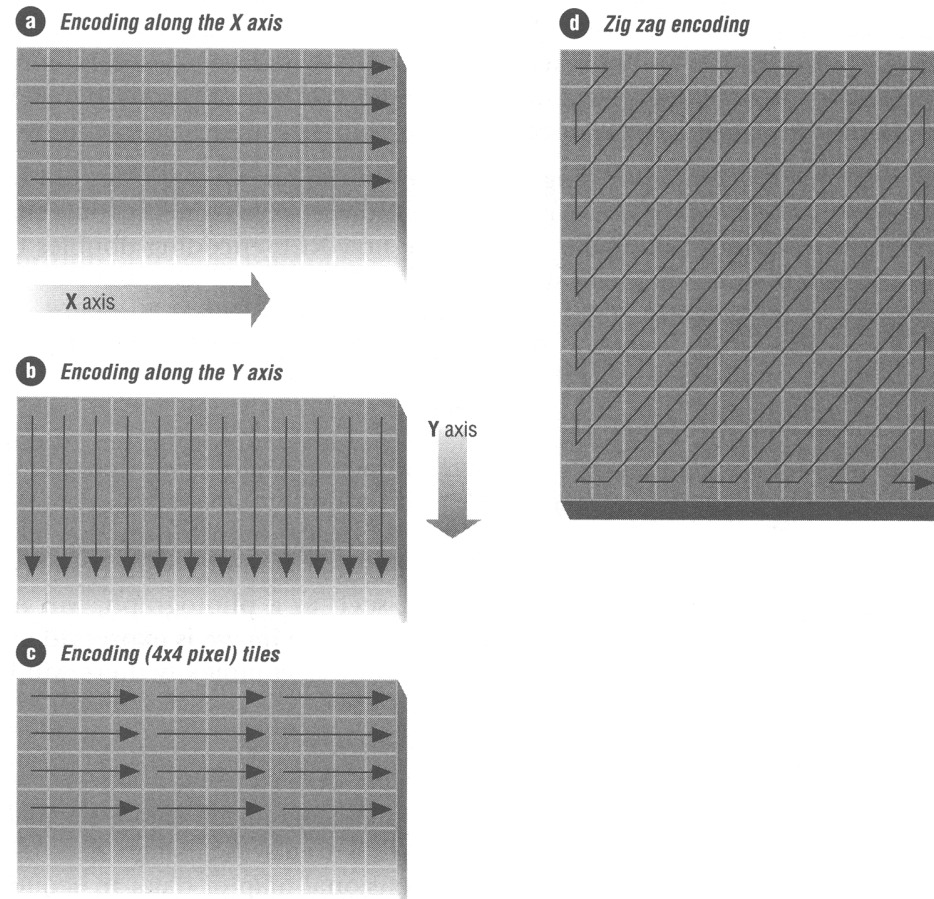 a Encoding along the X axis
X axis
b Encoding along the Y axis
Y axis
c Encoding (4x4 pixel) tiles
d Zig zag encoding